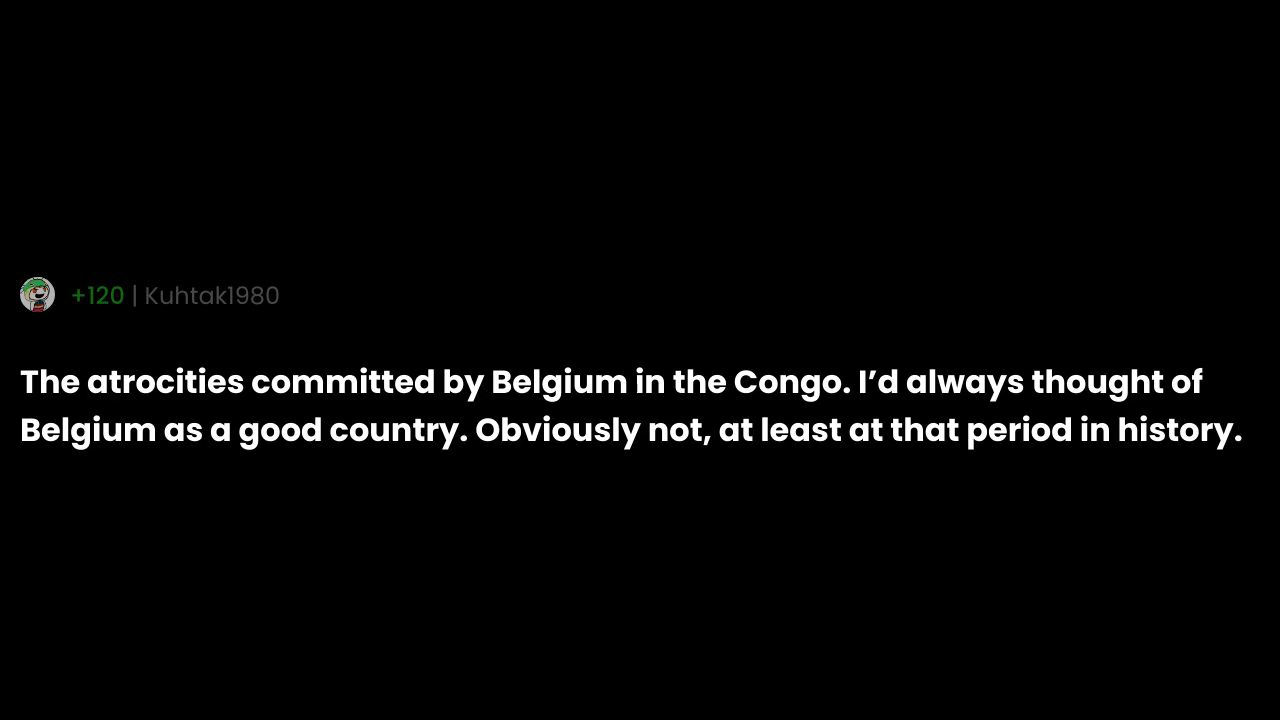 +120 | Kuhtak1980
The atrocities committed by Belgium in the Congo. I’d always thought of
Belgium as a good country. Obviously not, at least at that period in history.